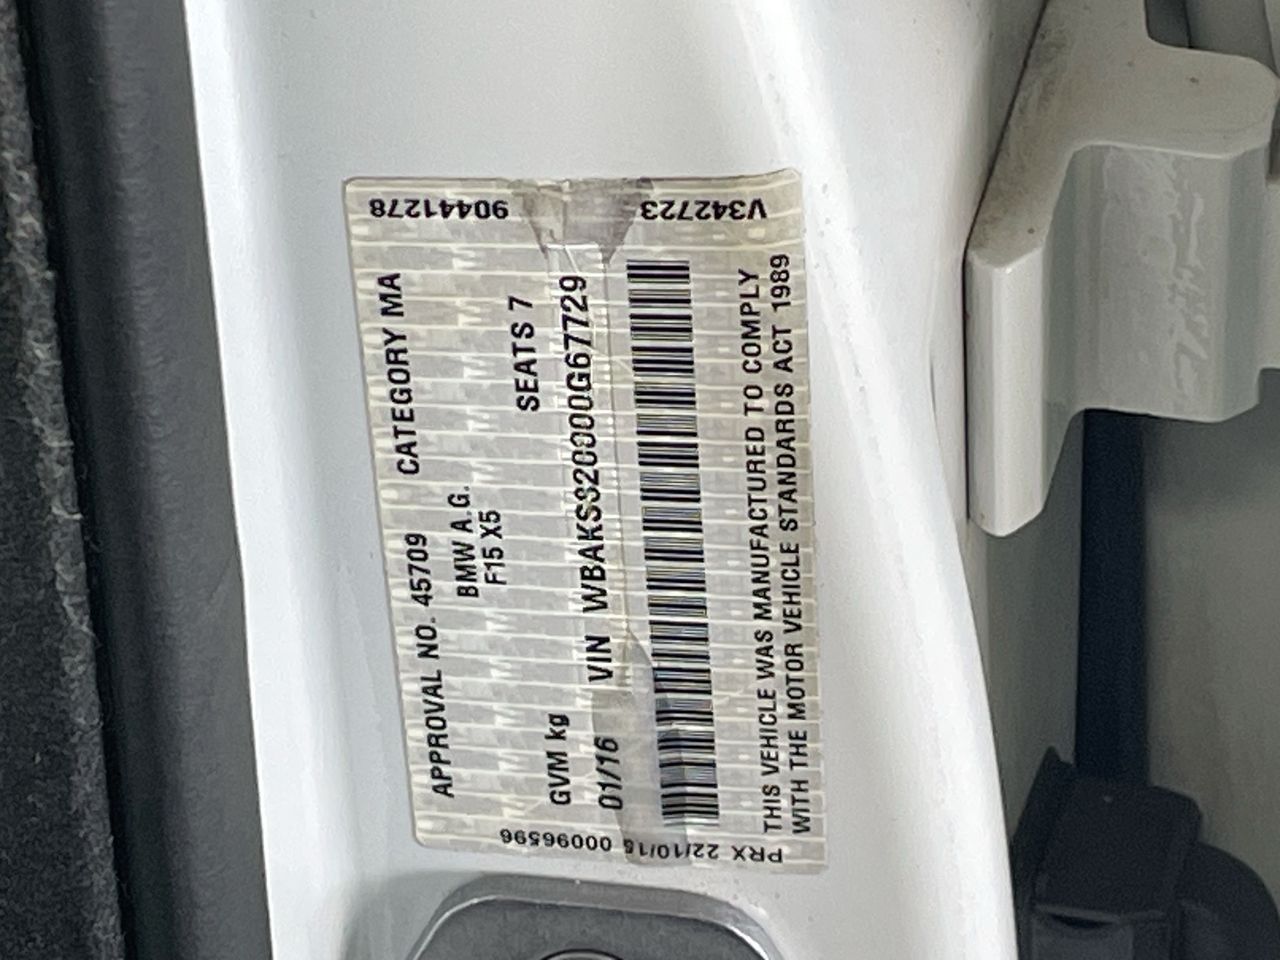 APPROVAL NO. 45709 CATEGORY MA
BMW A.G.
F15 X5
SEATS 7
GVM kg
01/16 VIN WBAKS820000G67729
THIS VEHICLE WAS MANUFACTURED TO COMPLY
WITH THE MOTOR VEHICLE STANDARDS ACT 1989
90441278
V342723
PRX 22/10/15 00096596